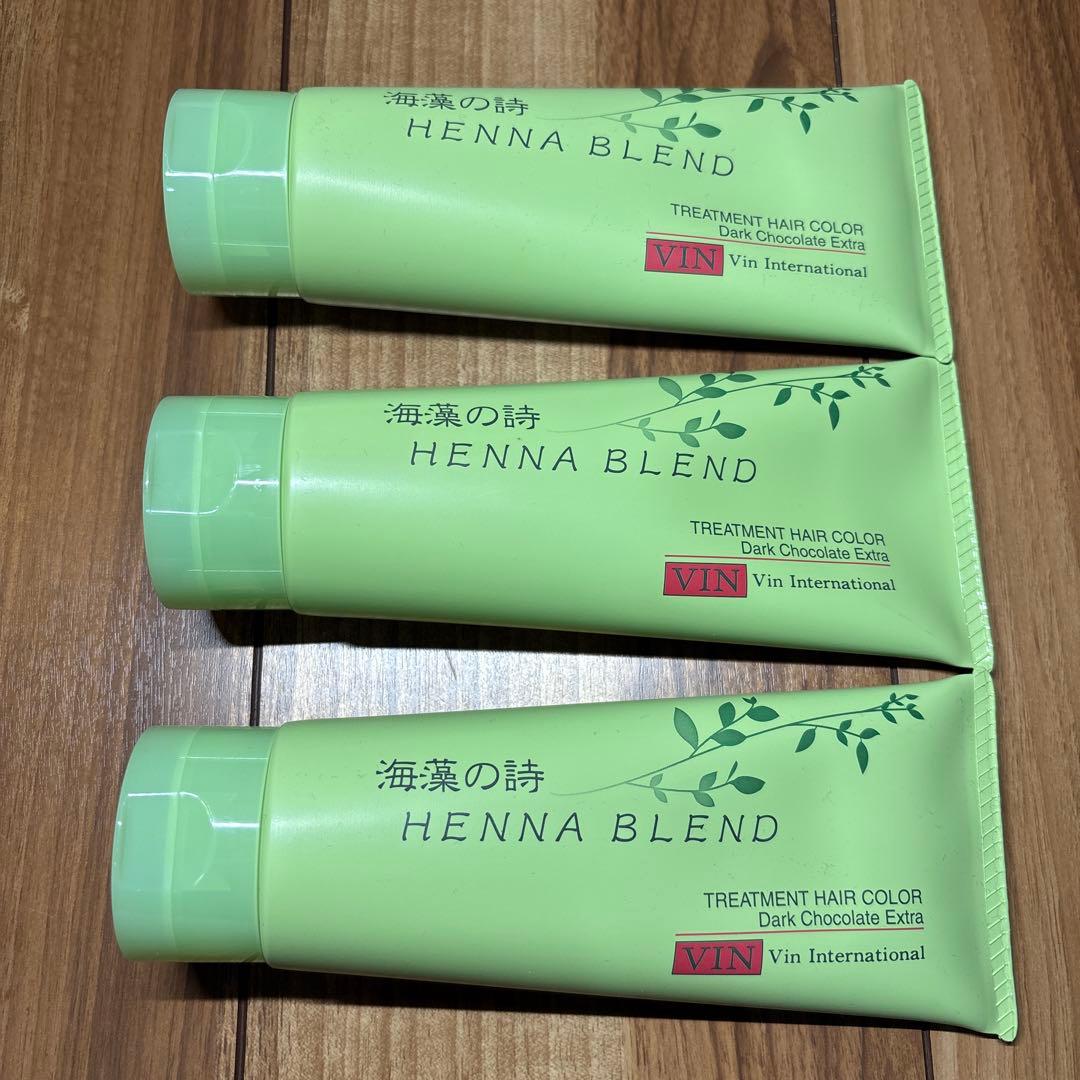 海藻の詩
HENNA BLEND
TREATMENT HAIR COLOR
Dark Chocolate Extra
VIN Vin International
海藻の詩
HENNA BLEND
TREATMENT HAIR COLOR
Dark Chocolate Extra
VIN Vin International
海藻の詩
HENNA BLEND
TREATMENT HAIR COLOR
Dark Chocolate Extra
VIN Vin International